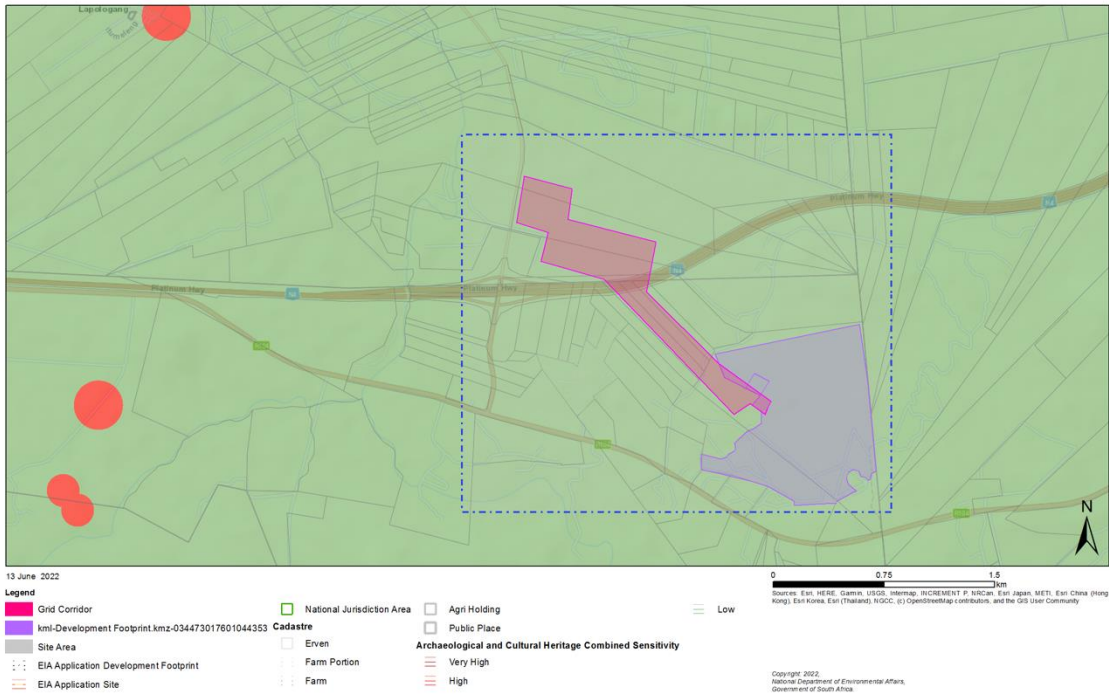 Lapologang
Platinum Hwy
N4
N4
Platinum Hwy
Platinum Hwy
N4
N
13 June 2022
0 0.75 1.5
km
Legend
Grid Corridor
kml-Development Footprint.kmz-034473017601044353
Site Area
EIA Application Development Footprint
EIA Application Site
National Jurisdiction Area
Cadastre
Erven
Farm Portion
Farm
Agri Holding
Public Place
Archaeological and Cultural Heritage Combined Sensitivity
Very High
High
Low
Sources: Esri, HERE, Garmin, USGS, Intermap, INCREMENT P, NRCan, Esri Japan, METI, Esri China (Hong
Kong), Esri Korea, Esri (Thailand), NGCC, (c) OpenStreetMap contributors, and the GIS User Community
Copyright: 2022,
National Department of Environmental Affairs,
Government of South Africa.